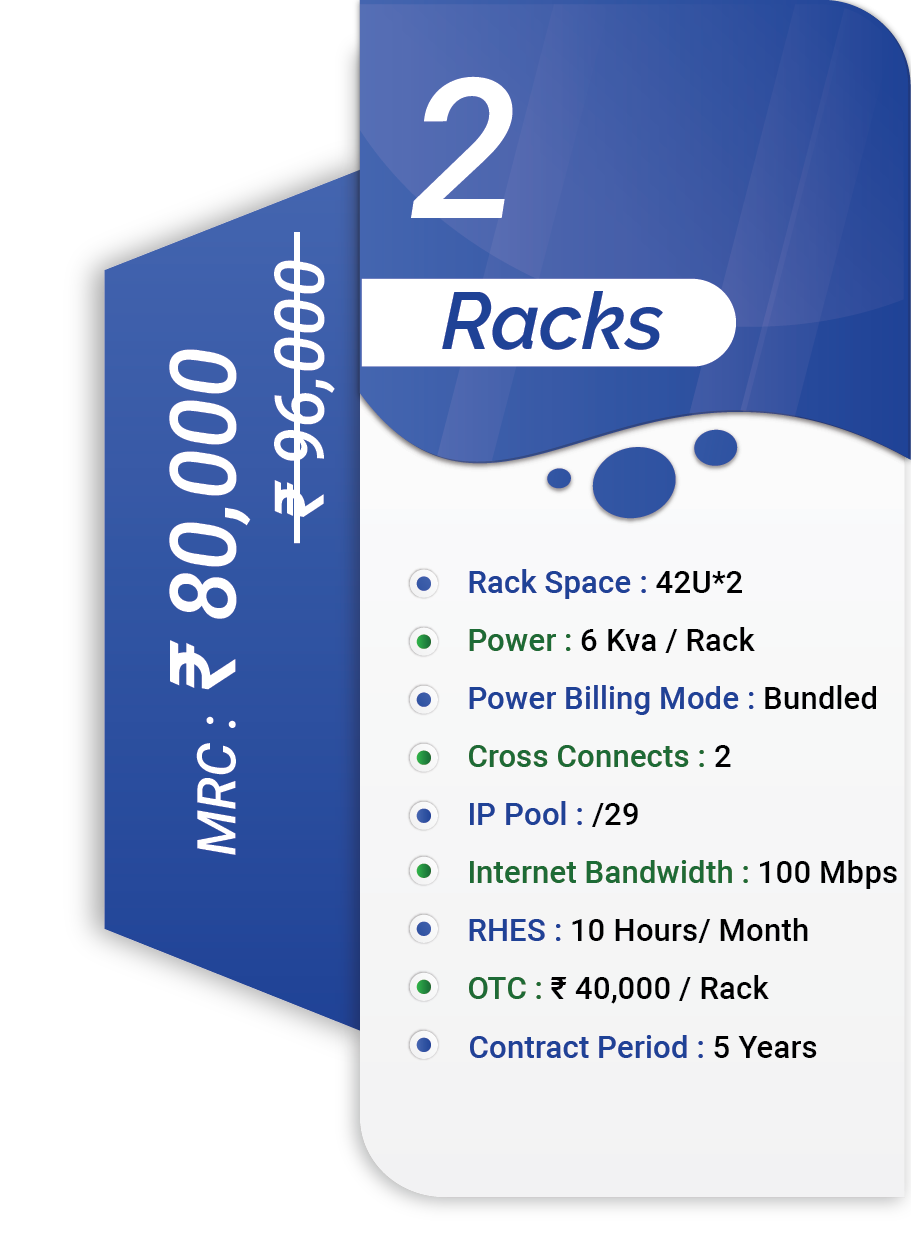 2
Racks
MRC : ₹ 80,000
₹ 96,000
Rack Space : 42U*2
Power : 6 Kva / Rack
Power Billing Mode : Bundled
Cross Connects : 2
IP Pool : /29
Internet Bandwidth : 100 Mbps
RHES : 10 Hours/ Month
OTC : ₹ 40,000 / Rack
Contract Period : 5 Years